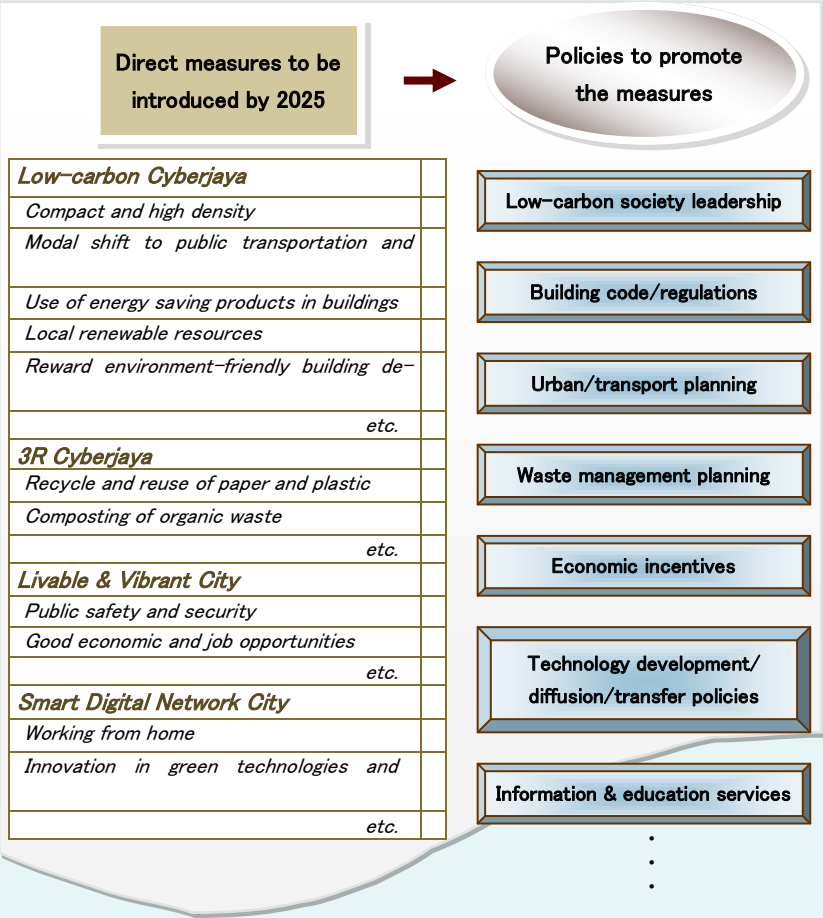 Direct measures to be
introduced by 2025
Policies to promote
the measures
Low-carbon Cyberjaya
Compact and high density
Modal shift to public transportation and
Use of energy saving products in buildings
Local renewable resources
Reward environment-friendly building de-
etc.
3R Cyberjaya
Recycle and reuse of paper and plastic
Composting of organic waste
etc.
Livable & Vibrant City
Public safety and security
Good economic and job opportunities
etc.
Smart Digital Network City
Working from home
Innovation in green technologies and
etc.
Low-carbon society leadership
Building code/regulations
Urban/transport planning
Waste management planning
Economic incentives
Technology development/
diffusion/transfer policies
Information & education services